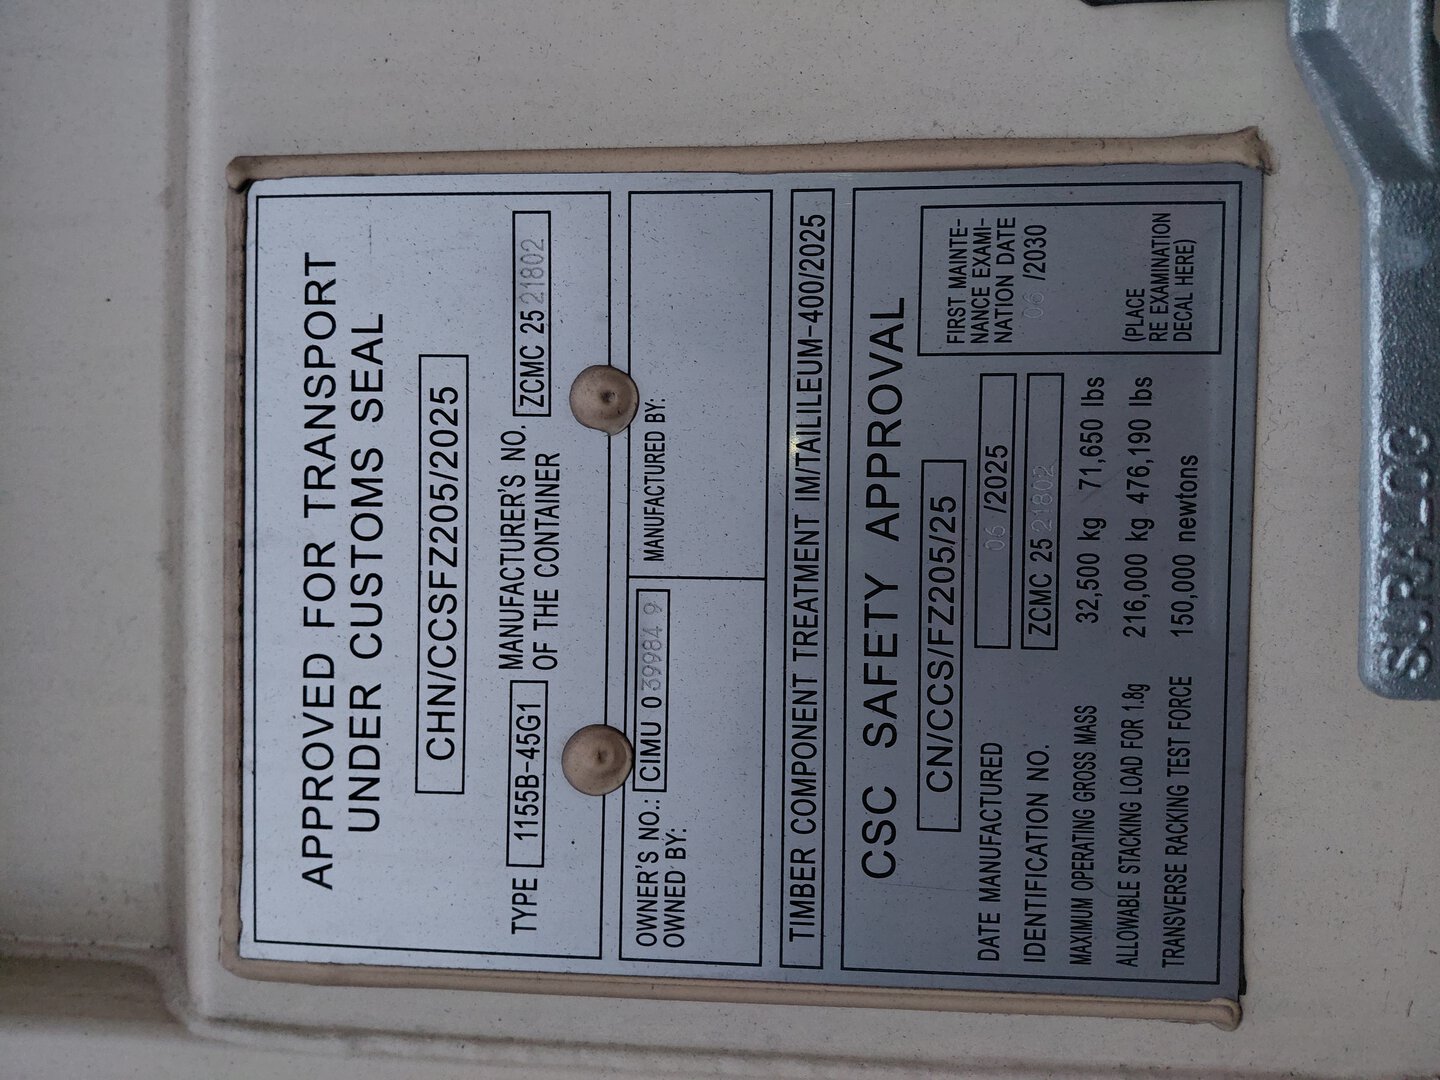 APPROVED FOR TRANSPORT
UNDER CUSTOMS SEAL
CHN/CCSFZ205/2025
TYPE 1155B-45G1 MANUFACTURER'S NO. OF THE CONTAINER ZCMC 25 21802
OWNER'S NO.: CIMU 0 39984 9
OWNED BY:
MANUFACTURED BY:
TIMBER COMPONENT TREATMENT IM/TAILILEUM-400/2025
CSC SAFETY APPROVAL
CN/CCS/FZ205/25
DATE MANUFACTURED 06 /2025
IDENTIFICATION NO. ZCMC 25 21802
MAXIMUM OPERATING GROSS MASS 32,500 kg 71,650 lbs
ALLOWABLE STACKING LOAD FOR 1.8g 216,000 kg 476,190 lbs
TRANSVERSE RACKING TEST FORCE 150,000 newtons
FIRST MAINTE-
NANCE EXAMI-
NATION DATE
06 /2030
(PLACE
RE EXAMINATION
DECAL HERE)